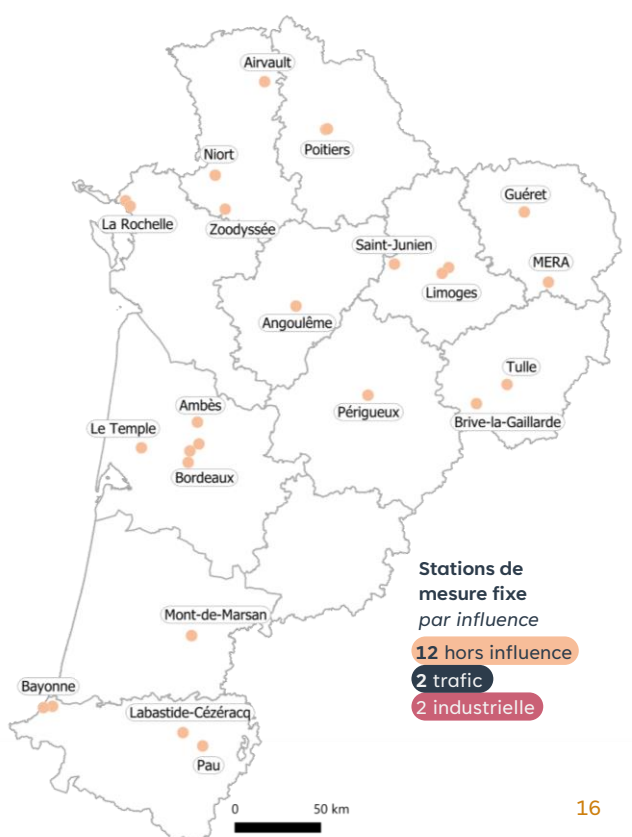 Airvault
Poitiers
Niort
La Rochelle
Zoodyssée
Guéret
Saint-Junien
MERA
Limoges
Angoulême
Tulle
Périgueux
Brive-la-Gaillarde
Ambès
Le Temple
Bordeaux
Mont-de-Marsan
Bayonne
Labastide-Cézéracq
Pau
Stations de
mesure fixe
par influence
12 hors influence
2 trafic
2 industrielle
0 50 km
16